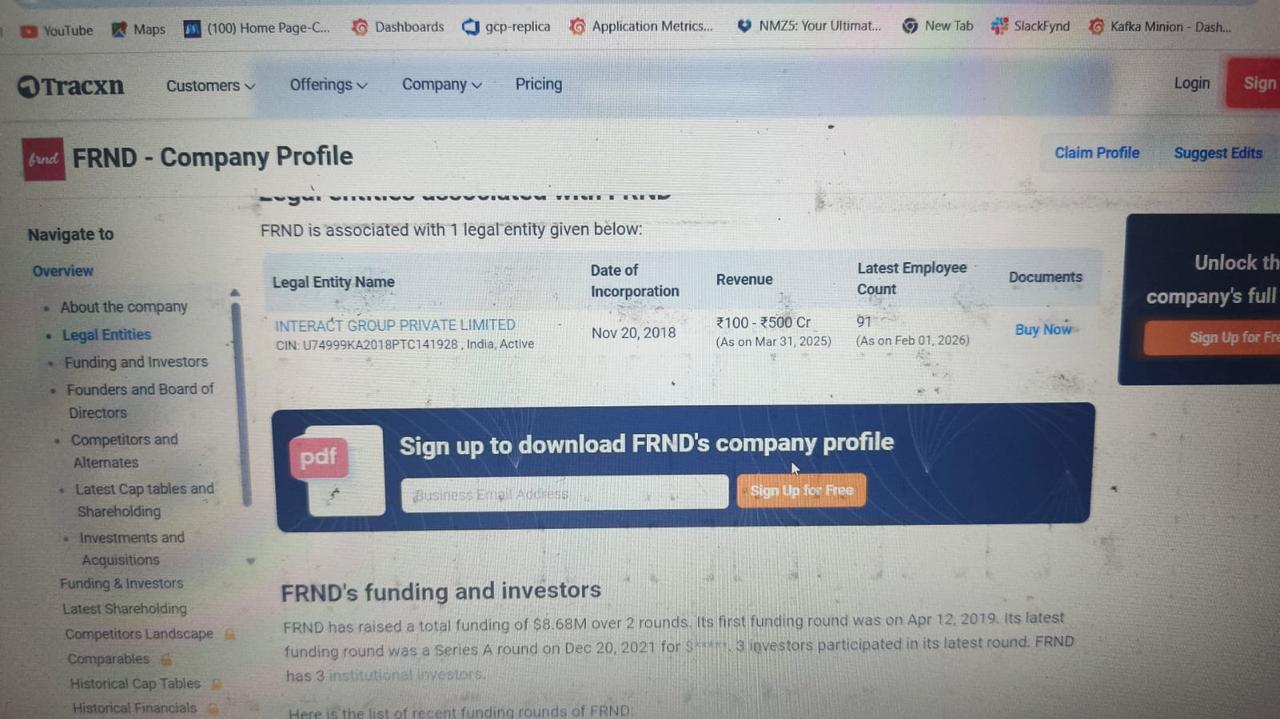 YouTube Maps (100) Home Page-C... Dashboards gcp-replica Application Metrics... NMZ5: Your Ultimat... New Tab SlackFynd Kafka Minion - Dash...
Tracxn Customers Offerings Company Pricing Login Sign
frnd FRND - Company Profile Claim Profile Suggest Edits
Legal entities associated with FRND
Navigate to
Overview
About the company
Legal Entities
Funding and Investors
Founders and Board of
Directors
Competitors and
Alternates
Latest Cap tables and
Shareholding
Investments and
Acquisitions
Funding & Investors
Latest Shareholding
Competitors Landscape
Comparables
Historical Cap Tables
Historical Financials
FRND is associated with 1 legal entity given below:
Legal Entity Name
Date of
Incorporation
Revenue
Latest Employee
Count
Documents
INTERACT GROUP PRIVATE LIMITED
CIN: U74999KA2018PTC141928 , India, Active
Nov 20, 2018
₹100 - ₹500 Cr
(As on Mar 31, 2025)
91
(As on Feb 01, 2026)
Buy Now
Unlock th
company's full
Sign Up for Fre
pdf
Sign up to download FRND's company profile
Business Email Address
Sign Up for Free
FRND's funding and investors
FRND has raised a total funding of $8.68M over 2 rounds. Its first funding round was on Apr 12, 2019. Its latest
funding round was a Series A round on Dec 20, 2021 for $*****. 3 investors participated in its latest round. FRND
has 3 institutional investors.
Here is the list of recent funding rounds of FRND: